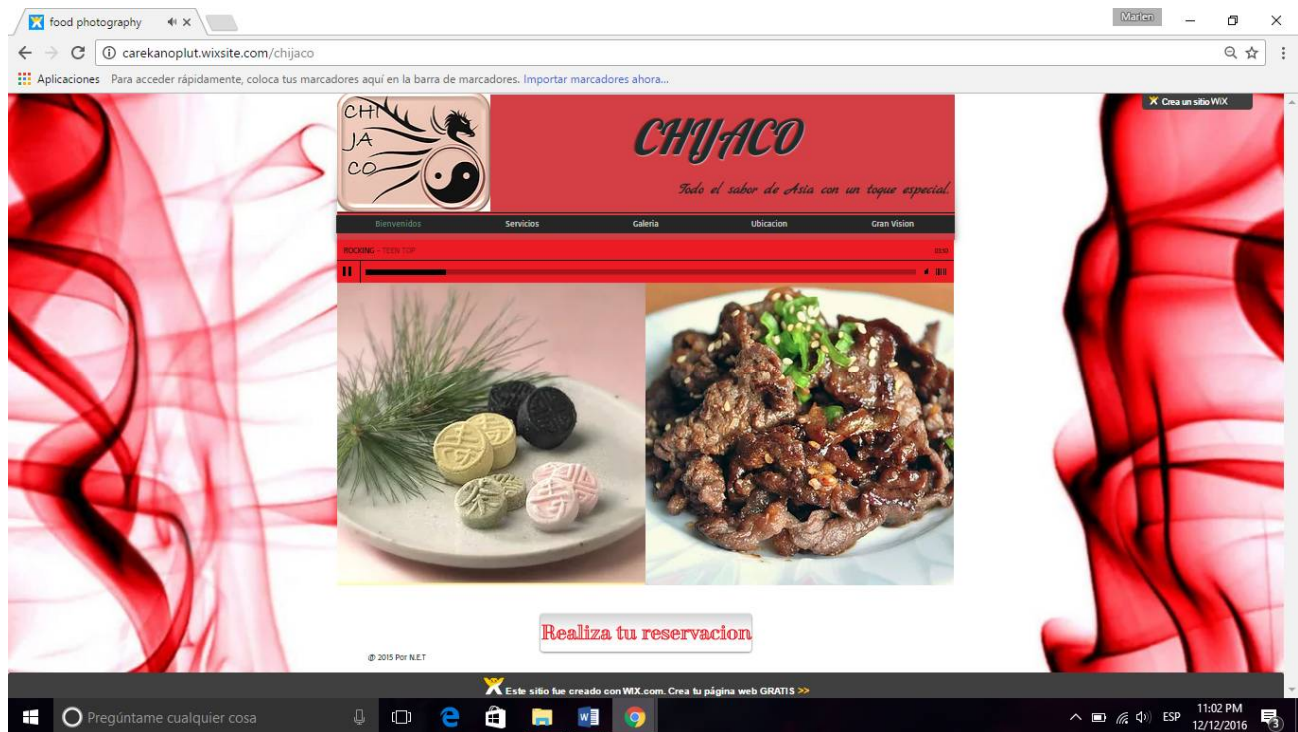 food photography
Marlen
carekanoplut.wixsite.com/chijaco
Aplicaciones Para acceder rápidamente, coloca tus marcadores aquí en la barra de marcadores. Importar marcadores ahora...
Crea un sitio WiX
CHI
JA
CO
CHIJACO
Todo el sabor de Asia con un toque especial.
Bienvenidos Servicios Galeria Ubicacion Gran Vision
ROCKING - TEEN TOP
Realiza tu reservacion
@ 2015 Por N.E.T
Este sitio fue creado con WIX.com. Crea tu página web GRATIS >>
Pregúntame cualquier cosa
ESP
11:02 PM
12/12/2016
3